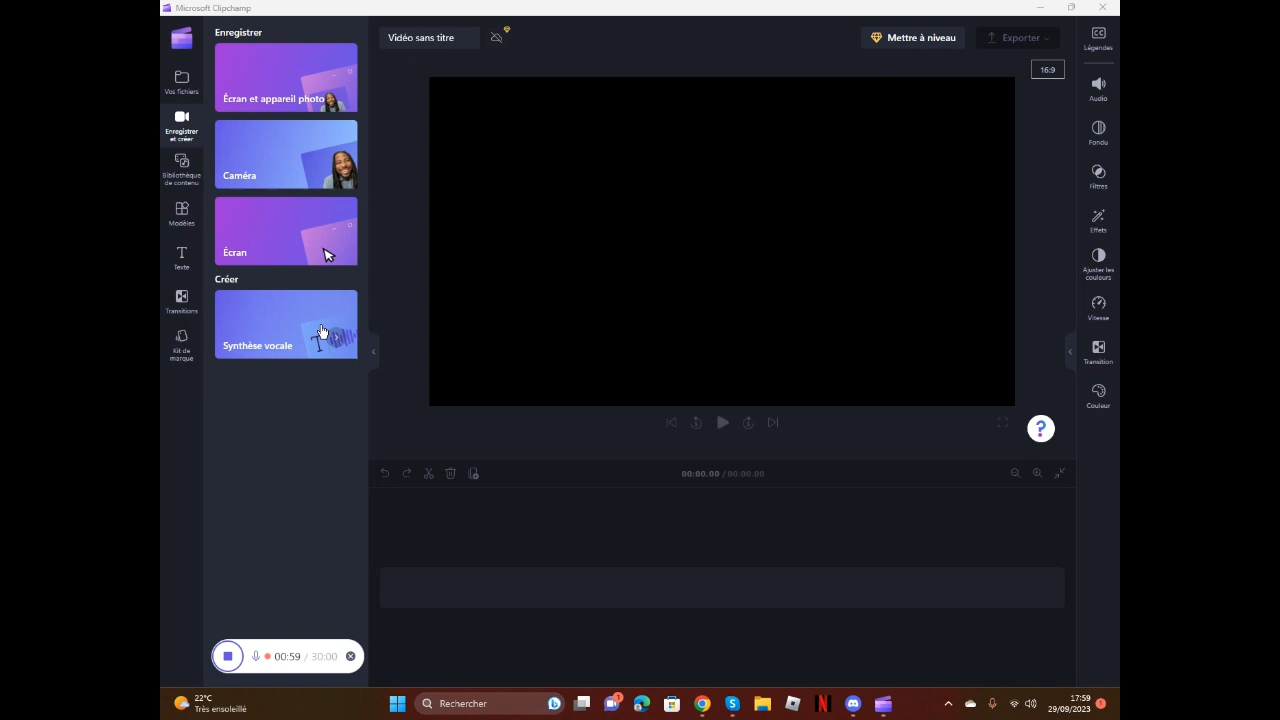 Microsoft Clipchamp
Enregistrer
Vidéo sans titre
Mettre à niveau
Exporter
Légendes
16:9
Vos fichiers
Écran et appareil photo
Audio
Enregistrer
et créer
Fondu
Caméra
Bibliothèque
de contenu
Filtres
Modèles
Effets
Écran
Texte
Ajuster les
couleurs
Créer
Transitions
Vitesse
Synthèse vocale
Kit de
marque
Transition
Couleur
?
00:00.00 / 00:00.00
00:59 / 30:00
22°C
Très ensoleillé
Rechercher
1
17:59
29/09/2023
1